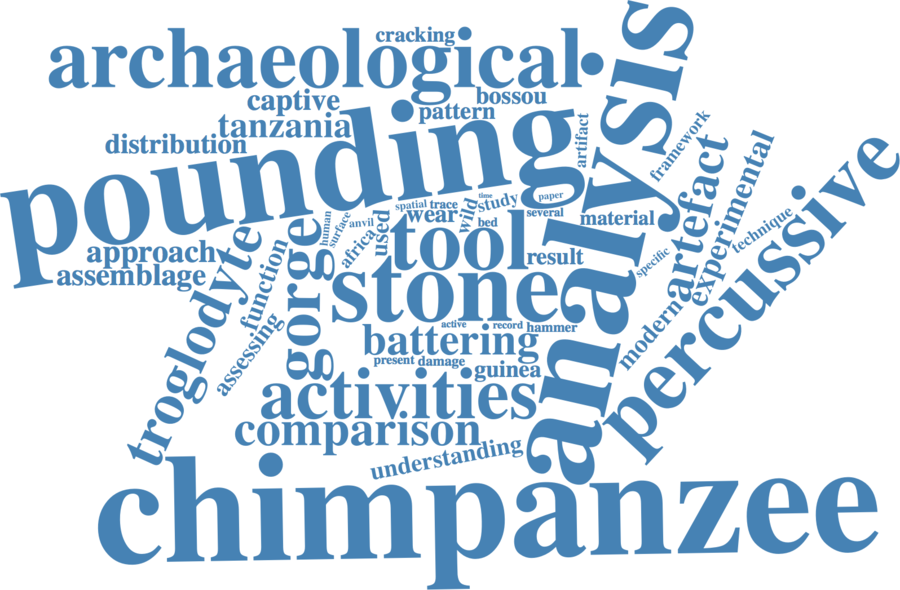 cracking
archaeological
analysis
captive
bossou
pattern
tanzania
distribution
pounding
artifact
framework
artefact
experimental
percussive
spatial
trace
time
study
paper
wild
wear
several
material
human
surface
anvil
used
africa
bed
tool
result
approach
assemblage
troglodyte
function
gorge
stone
specific
technique
modern
assessing
active
record
hammer
battering
present
damage
guinea
activities
comparison
understanding
chimpanzee